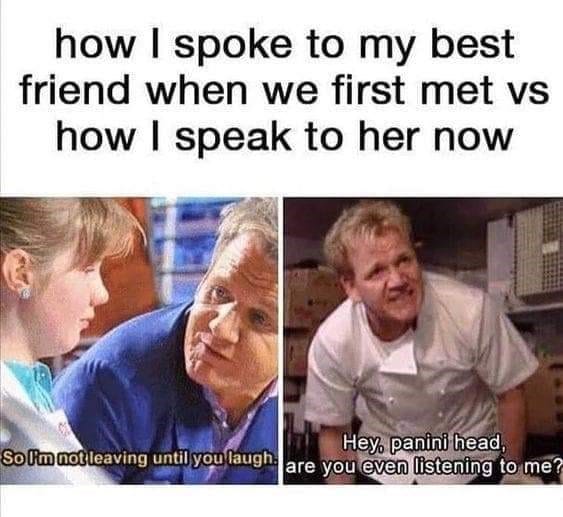 how I spoke to my best
friend when we first met vs
how I speak to her now
So I'm not leaving until you laugh.
Hey, panini head,
are you even listening to me?